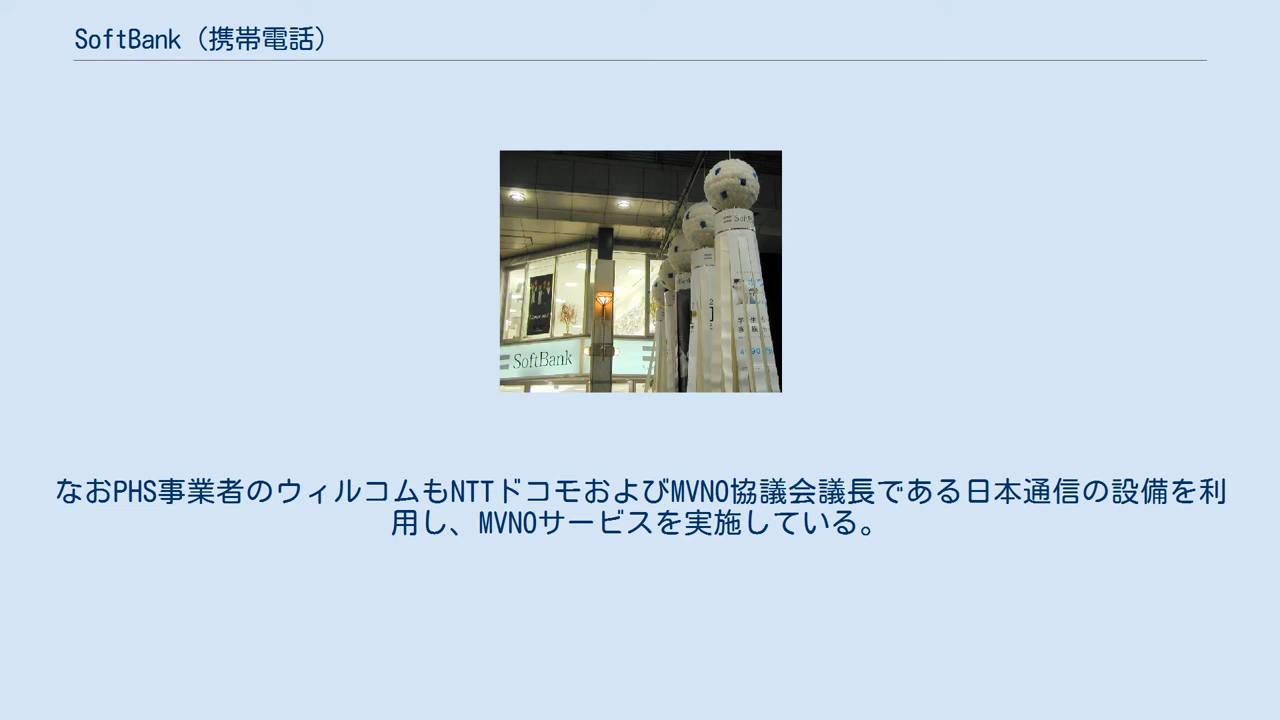 SoftBank（携帯電話）
SoftBank
SoftBank
なおPHS事業者のウィルコムもNTTドコモおよびMVNO協議会議長である日本通信の設備を利
用し、MVNOサービスを実施している。